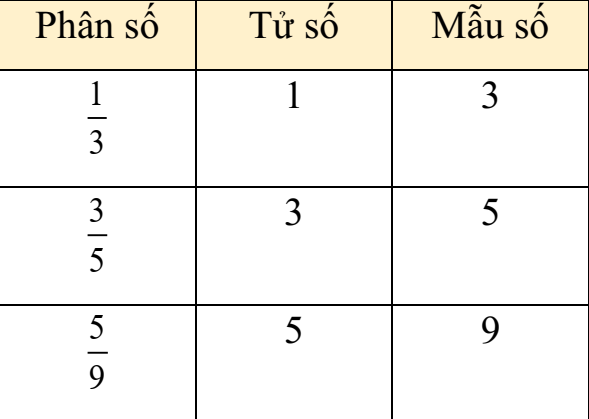 Phân số Tử số Mẫu số
1/3 1 3
3/5 3 5
5/9 5 9